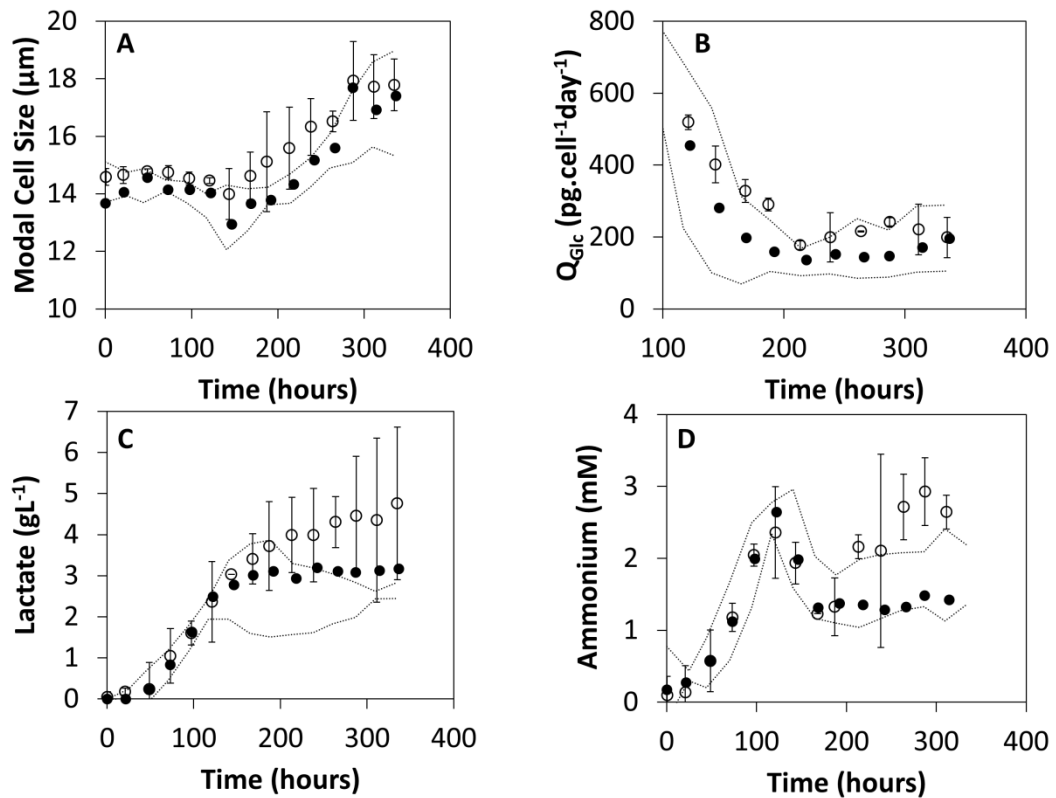 A
Modal Cell Size (µm)
20
18
16
14
12
10
0 100 200 300 400
Time (hours)
B
Q_Glc (pg.cell⁻¹day⁻¹)
800
600
400
200
0
100 200 300 400
Time (hours)
C
Lactate (gL⁻¹)
7
6
5
4
3
2
1
0
0 100 200 300 400
Time (hours)
D
Ammonium (mM)
4
3
2
1
0
0 100 200 300 400
Time (hours)